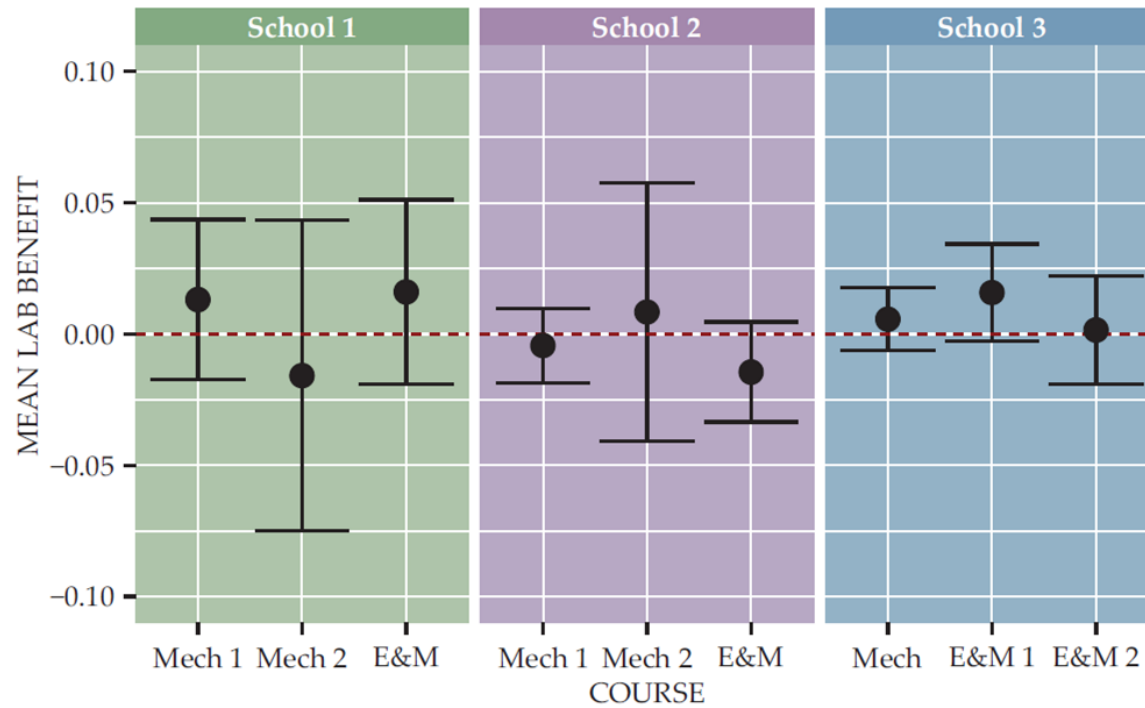 School 1 School 2 School 3
0.10
0.05
0.00
–0.05
–0.10
MEAN LAB BENEFIT
Mech 1 Mech 2 E&M Mech 1 Mech 2 E&M Mech E&M 1 E&M 2
COURSE